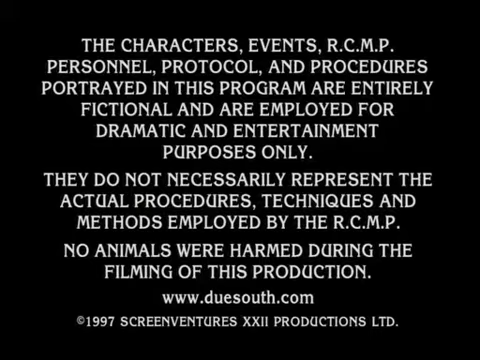 THE CHARACTERS, EVENTS, R.C.M.P.
PERSONNEL, PROTOCOL, AND PROCEDURES
PORTRAYED IN THIS PROGRAM ARE ENTIRELY
FICTIONAL AND ARE EMPLOYED FOR
DRAMATIC AND ENTERTAINMENT
PURPOSES ONLY.
THEY DO NOT NECESSARILY REPRESENT THE
ACTUAL PROCEDURES, TECHNIQUES AND
METHODS EMPLOYED BY THE R.C.M.P.
NO ANIMALS WERE HARMED DURING THE
FILMING OF THIS PRODUCTION.
www.duesouth.com
©1997 SCREENVENTURES XXII PRODUCTIONS LTD.